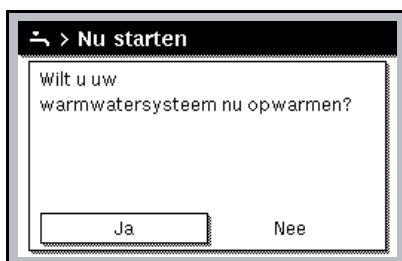 > Nu starten
Wilt u uw
warmwatersysteem nu opwarmen?
Ja
Nee